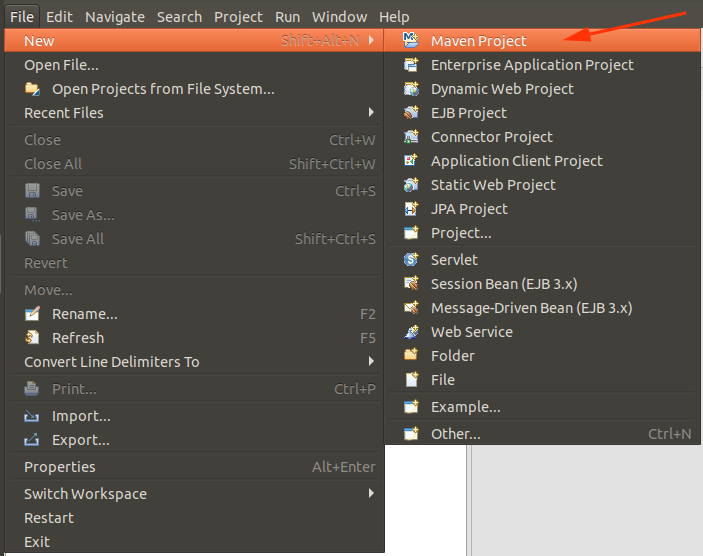 File Edit Navigate Search Project Run Window Help
New Shift+Alt+N
Open File...
Open Projects from File System...
Recent Files
Close Ctrl+W
Close All Shift+Ctrl+W
Save Ctrl+S
Save As...
Save All Shift+Ctrl+S
Revert
Move...
Rename... F2
Refresh F5
Convert Line Delimiters To
Print... Ctrl+P
Import...
Export...
Properties Alt+Enter
Switch Workspace
Restart
Exit
Maven Project
Enterprise Application Project
Dynamic Web Project
EJB Project
Connector Project
Application Client Project
Static Web Project
JPA Project
Project...
Servlet
Session Bean (EJB 3.x)
Message-Driven Bean (EJB 3.x)
Web Service
Folder
File
Example...
Other... Ctrl+N